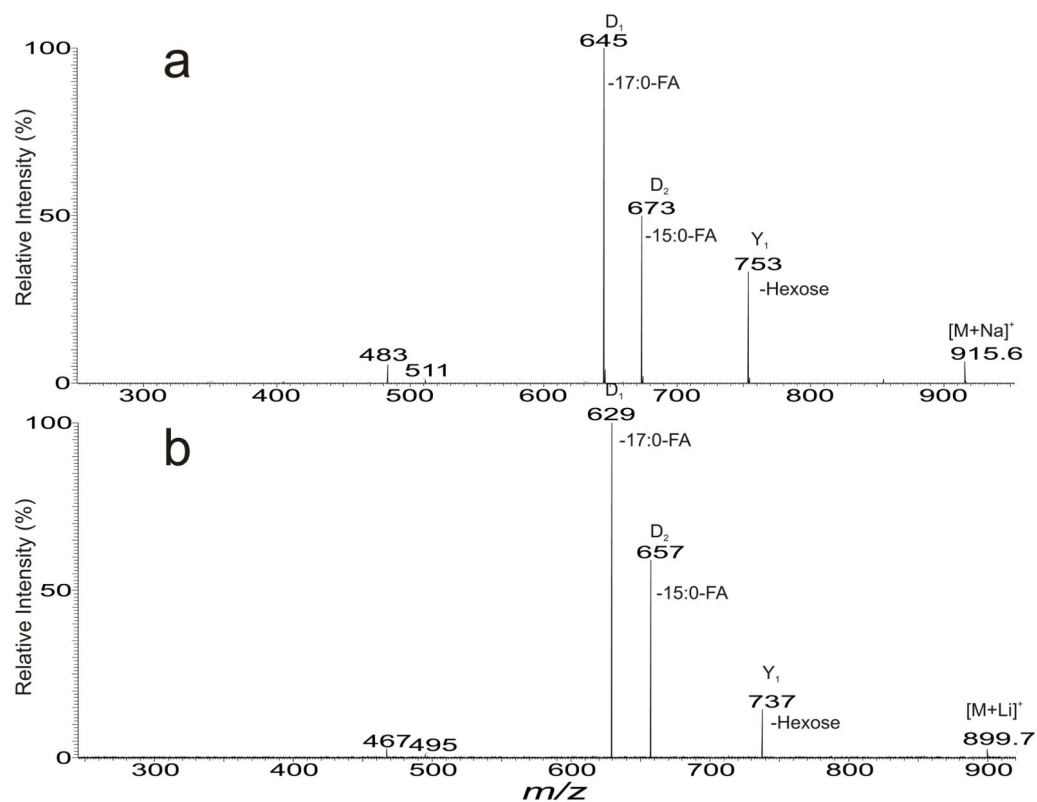 D₁
645
100
a
-17:0-FA
D₂
673
-15:0-FA
50
Y₁
753
-Hexose
[M+Na]⁺
915.6
483
511
0
300 400 500 600 700 800 900
Relative Intensity (%)
D₁
629
100
b
-17:0-FA
D₂
657
-15:0-FA
50
Y₁
737
-Hexose
[M+Li]⁺
899.7
467
495
0
300 400 500 600 700 800 900
Relative Intensity (%)
m/z